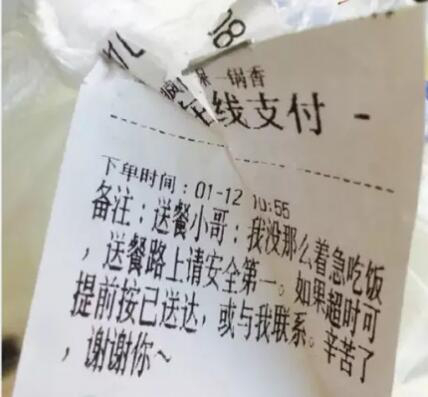 08
一锅香
在线支付 -
下单时间：01-12 10:55
备注：送餐小哥：我没那么着急吃饭
，送餐路上请安全第一。如果超时可
提前按已送达，或与我联系。辛苦了
，谢谢你~